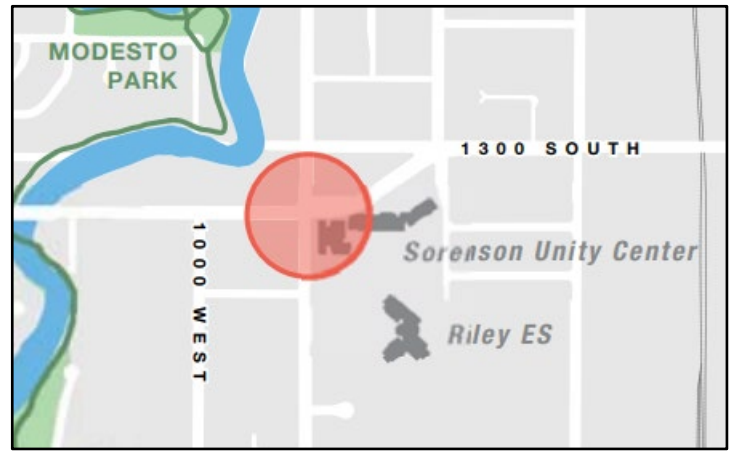 MODESTO
PARK
1300 SOUTH
1000 WEST
Sorenson Unity Center
Riley ES